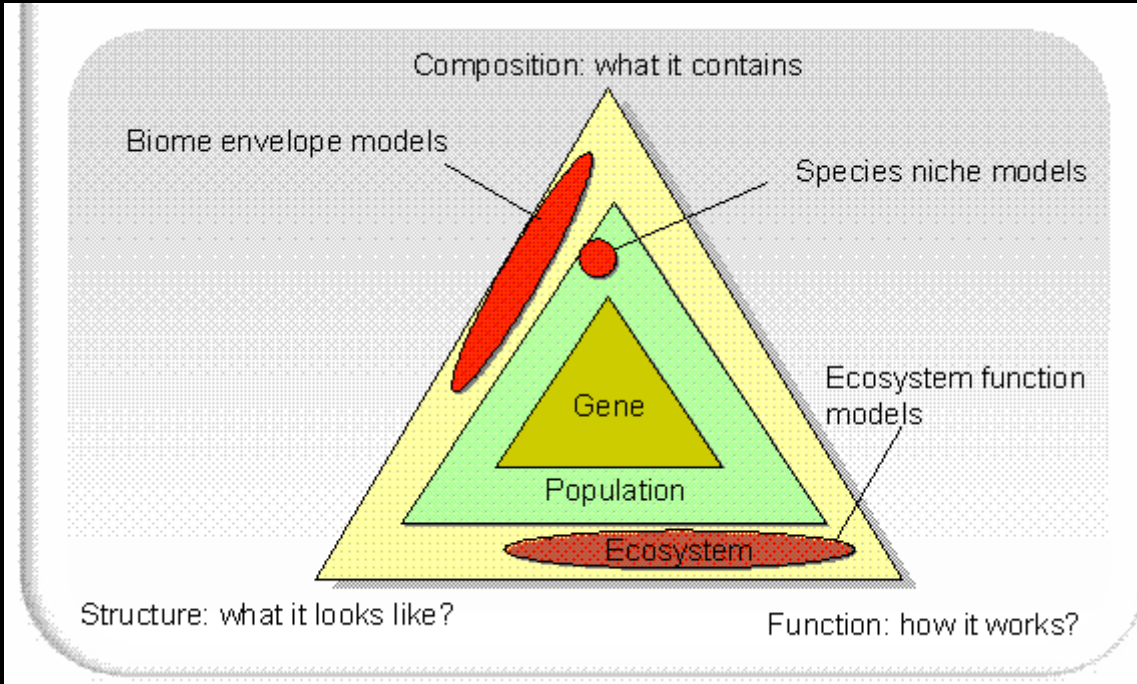 Composition: what it contains
Biome envelope models
Species niche models
Ecosystem function
models
Gene
Population
Ecosystem
Structure: what it looks like?
Function: how it works?